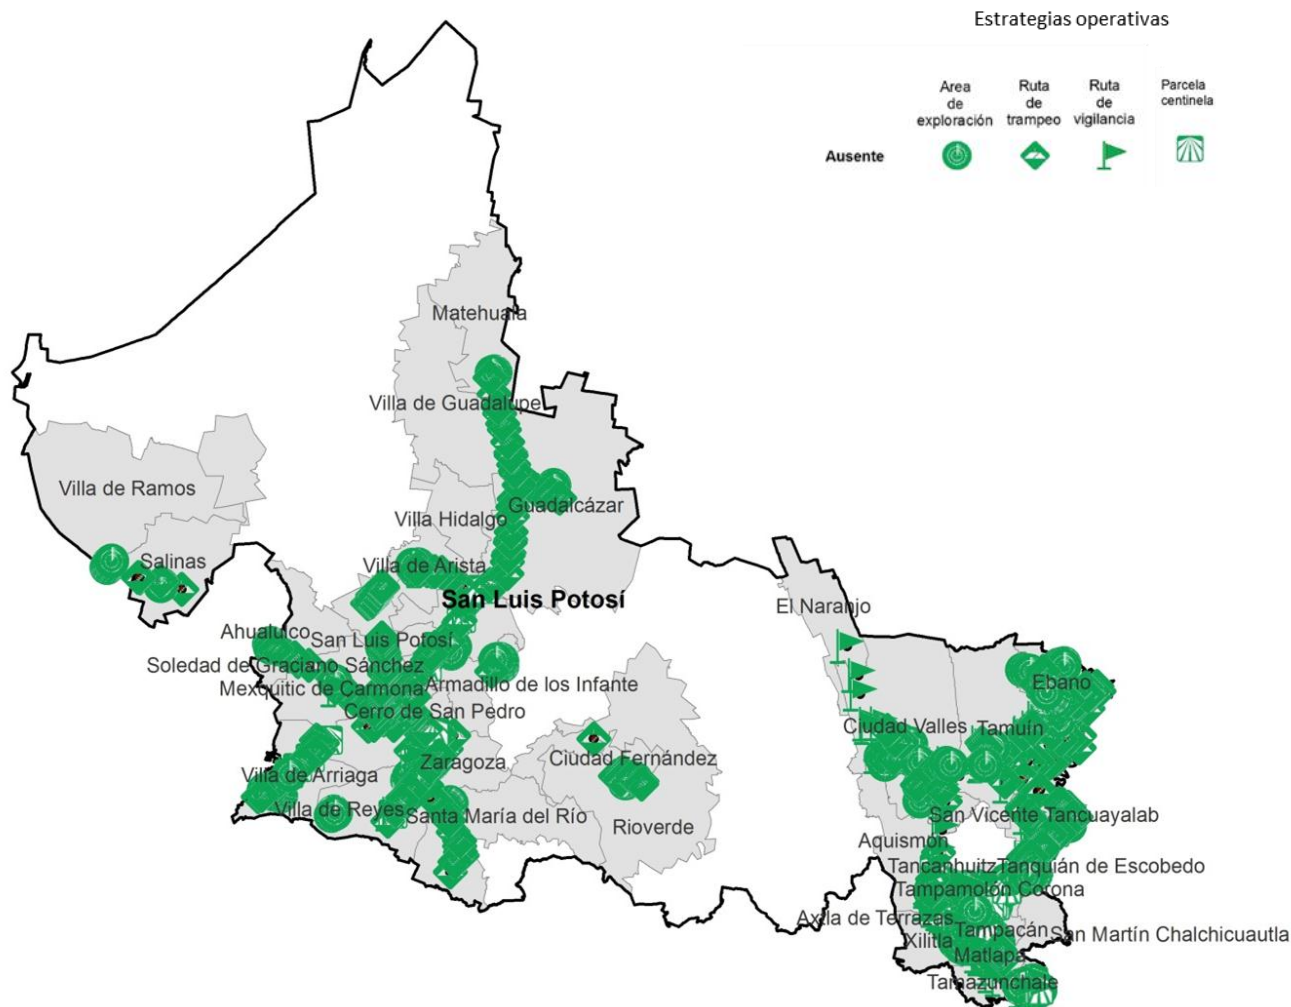 Estrategias operativas
Area
de
exploración
Ruta
de
trampeo
Ruta
de
vigilancia
Parcela
centinela
Ausente
Matehuala
Villa de Guadalupe
Villa de Ramos
Guadalcázar
Villa Hidalgo
Salinas
Villa de Arista
San Luis Potosí
El Naranjo
Ahualulco
San Luis Potosí
Soledad de Graciano Sánchez
Armadillo de los Infante
Mexquitic de Carmona
Ebano
Cerro de San Pedro
Ciudad Valles
Tamuín
Ciudad Fernández
Zaragoza
Villa de Arriaga
Villa de Reyes
Santa María del Río
San Vicente Tancuayalab
Rioverde
Aquismón
Tancanhuitz
Tanquián de Escobedo
Tampamolón Corona
Axtla de Terrazas
Tampacán
San Martín Chalchicuautla
Xilitla
Matlapa
Tamazunchale